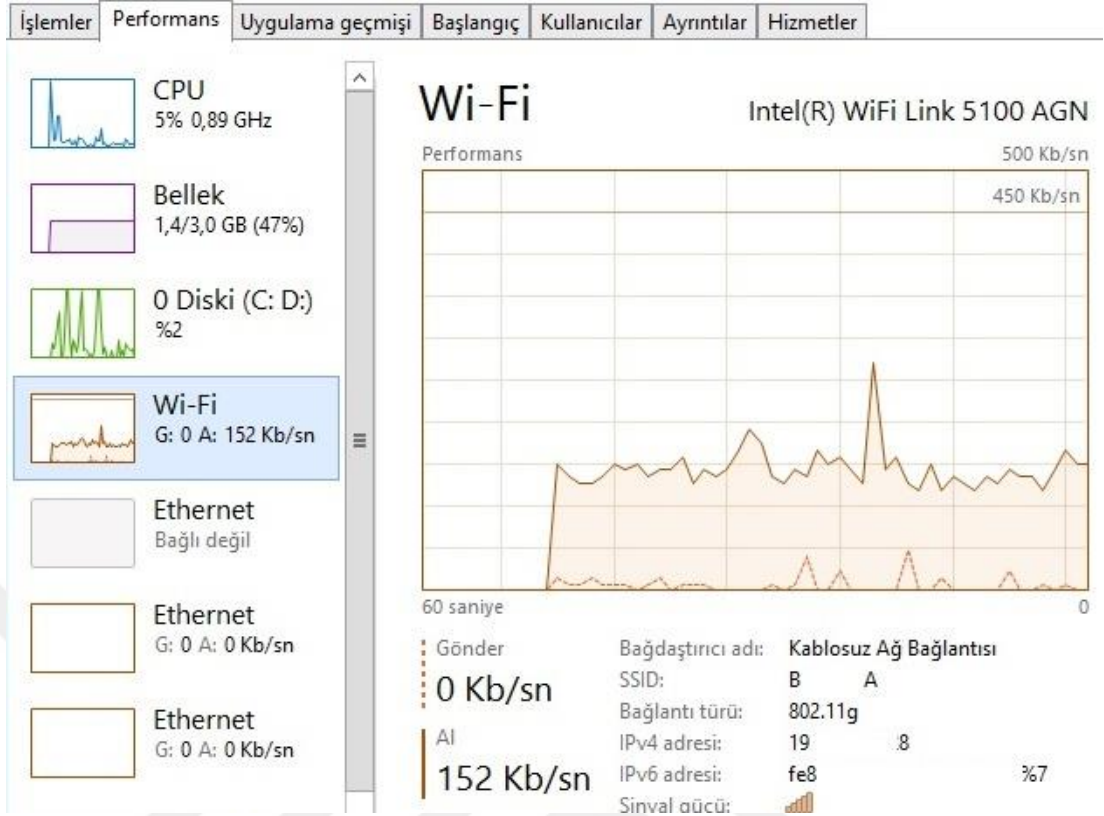 İşlemler Performans Uygulama geçmişi Başlangıç Kullanıcılar Ayrıntılar Hizmetler
CPU
5% 0,89 GHz
Bellek
1,4/3,0 GB (47%)
0 Diski (C: D:)
%2
Wi-Fi
G: 0 A: 152 Kb/sn
Ethernet
Bağlı değil
Ethernet
G: 0 A: 0 Kb/sn
Ethernet
G: 0 A: 0 Kb/sn
Wi-Fi Intel(R) WiFi Link 5100 AGN
Performans 500 Kb/sn
450 Kb/sn
60 saniye 0
Gönder
0 Kb/sn
Al
152 Kb/sn
Bağdaştırıcı adı: Kablosuz Ağ Bağlantısı
SSID: B A
Bağlantı türü: 802.11g
IPv4 adresi: 19 :8
IPv6 adresi: fe8 %7
Sinyal gücü: